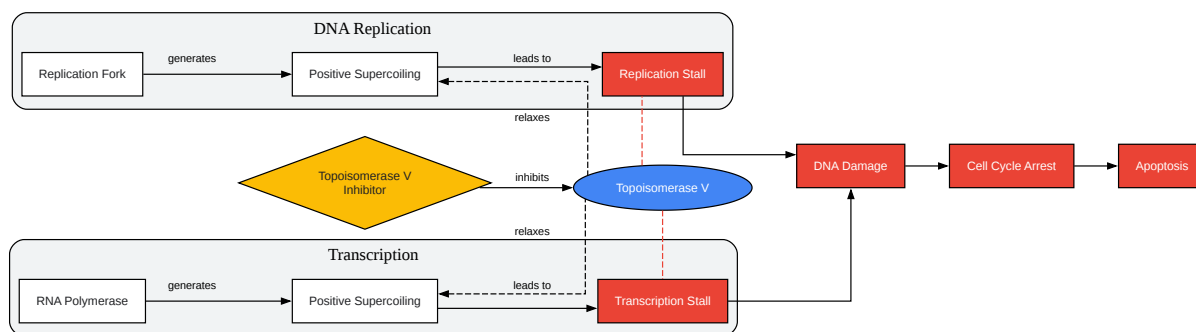 DNA Replication
Replication Fork
generates
Positive Supercoiling
leads to
Replication Stall
relaxes
Topoisomerase V
Inhibitor
inhibits
Topoisomerase V
DNA Damage
Cell Cycle Arrest
Apoptosis
relaxes
Transcription
RNA Polymerase
generates
Positive Supercoiling
leads to
Transcription Stall